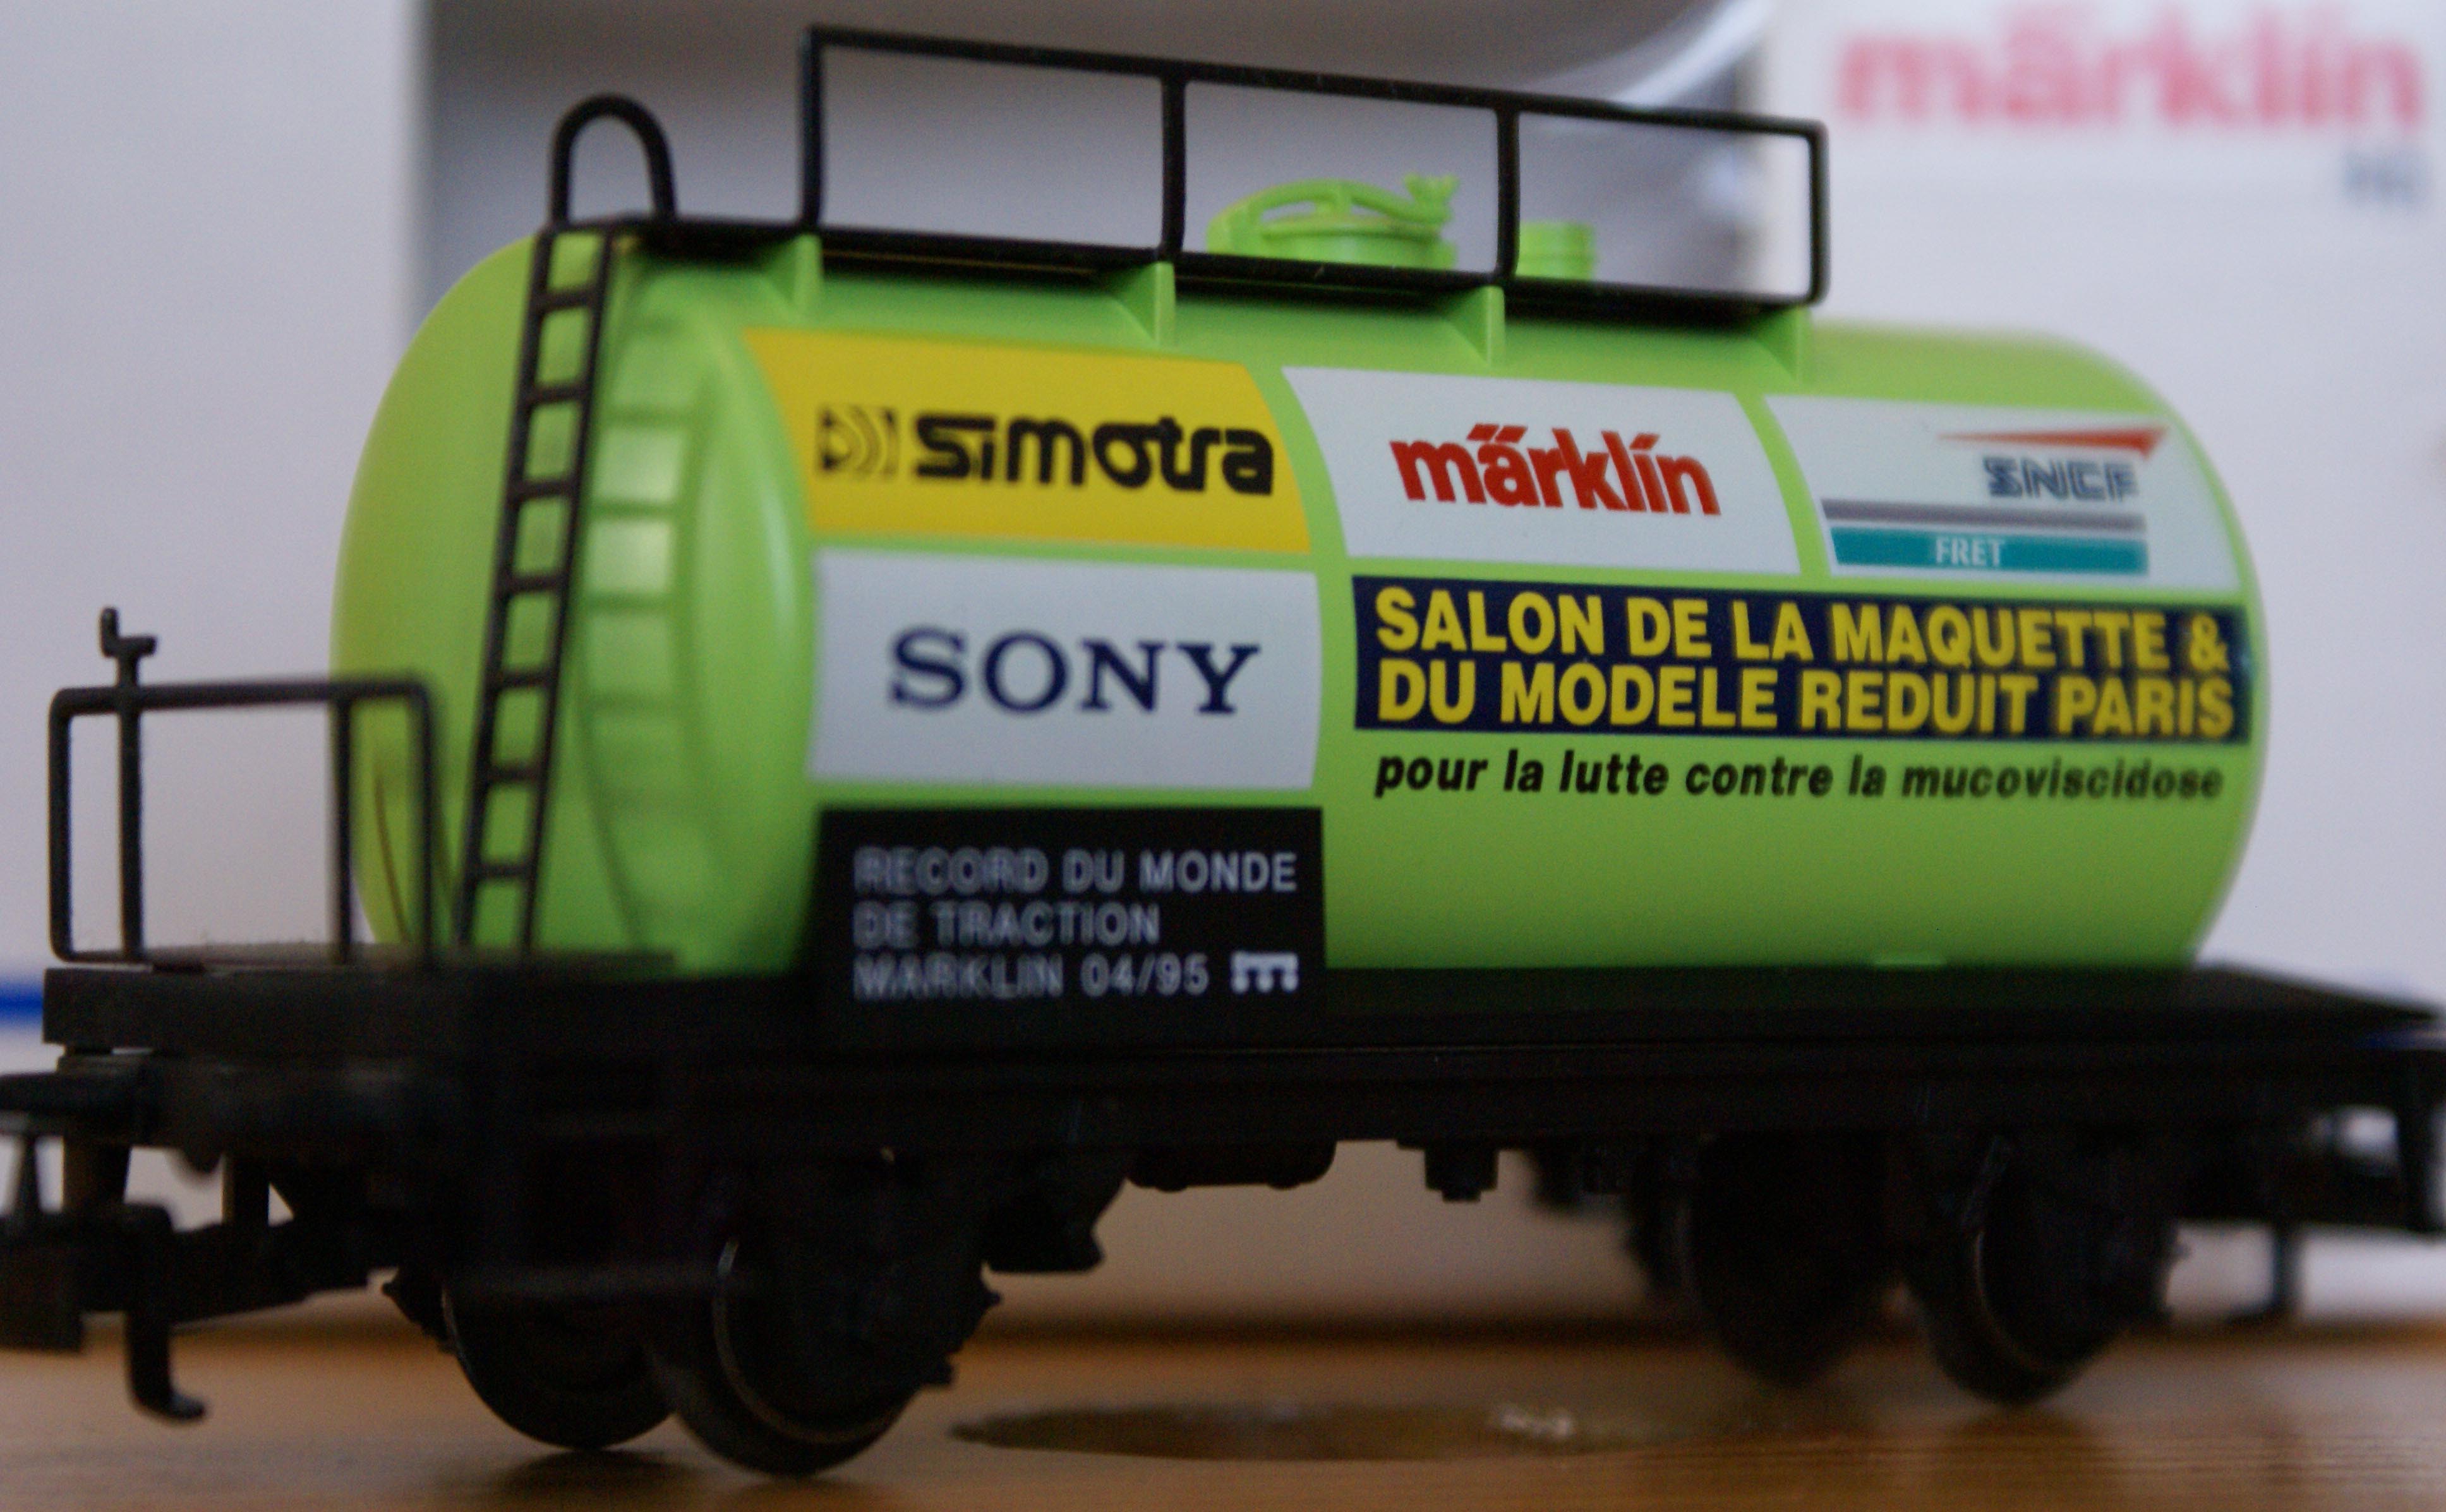 märklin
simotra
märklin
SNCF
FRET
SONY
SALON DE LA MAQUETTE &
DU MODELE REDUIT PARIS
pour la lutte contre la mucoviscidose
RECORD DU MONDE
DE TRACTION
MARKLIN 04/95